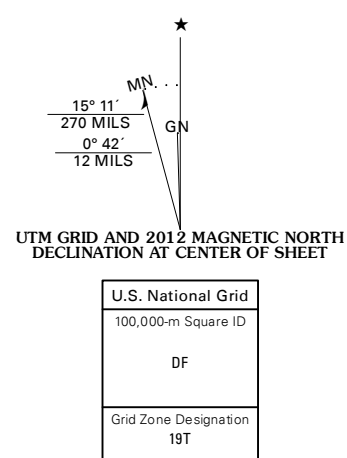 ★
MN
15° 11´
270 MILS
GN
0° 42´
12 MILS
UTM GRID AND 2012 MAGNETIC NORTH
DECLINATION AT CENTER OF SHEET
U.S. National Grid
100,000-m Square ID
DF
Grid Zone Designation
19T